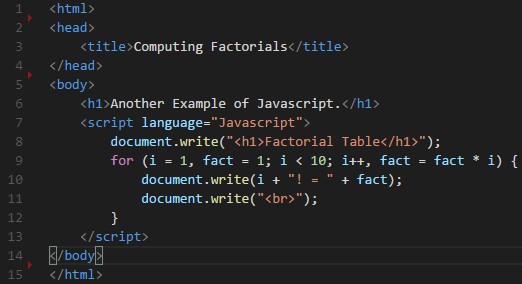 1 <html>
2 <head>
3     <title>Computing Factorials</title>
4 </head>
5 <body>
6     <h1>Another Example of Javascript.</h1>
7     <script language="Javascript">
8         document.write("<h1>Factorial Table</h1>");
9         for (i = 1, fact = 1; i < 10; i++, fact = fact * i) {
10             document.write(i + "! = " + fact);
11             document.write("<br>");
12         }
13     </script>
14 </body>
15 </html>